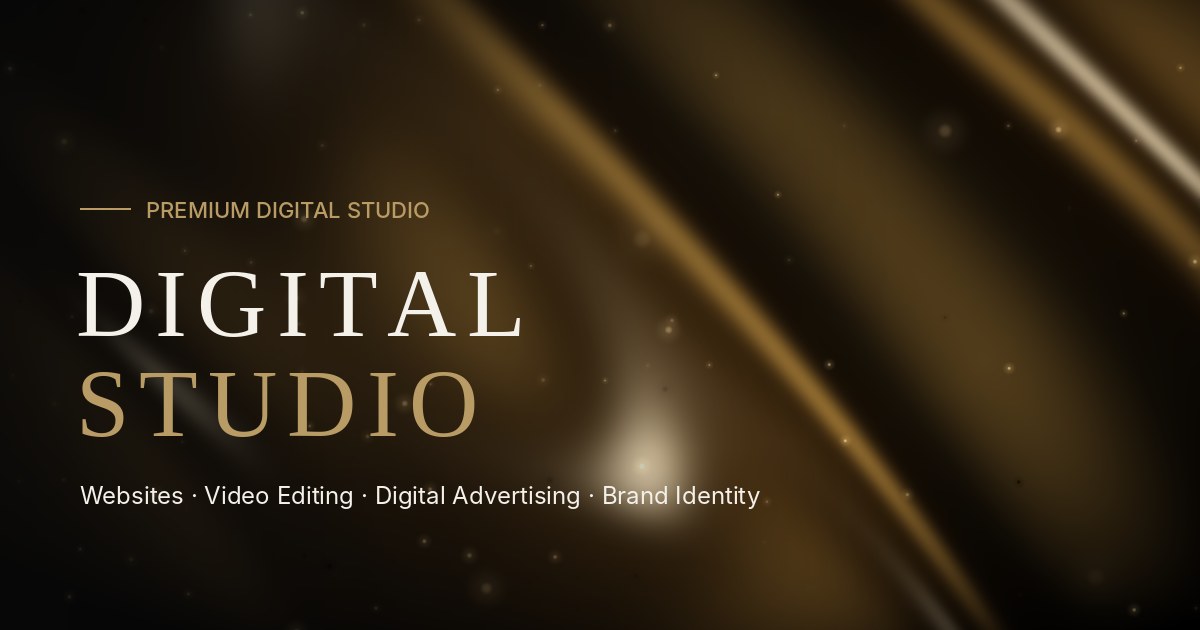 PREMIUM DIGITAL STUDIO
DIGITAL
STUDIO
Websites · Video Editing · Digital Advertising · Brand Identity